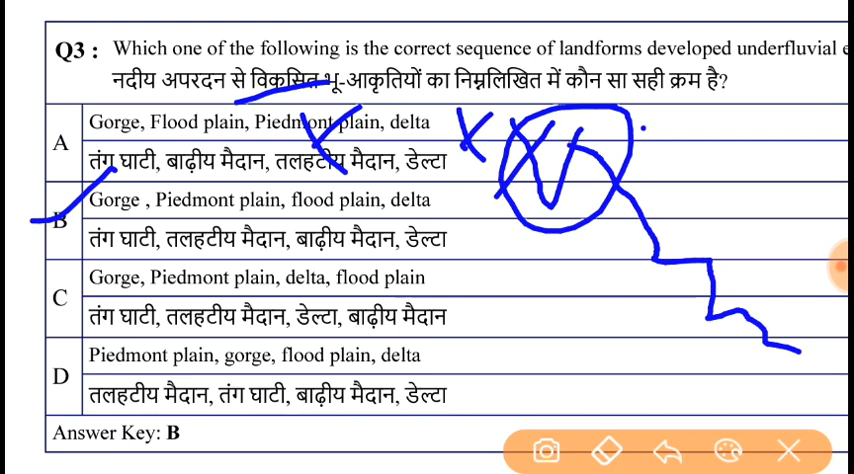 Q3 : Which one of the following is the correct sequence of landforms developed underfluvial
नदीय अपरदन से विकसित भू-आकृतियों का निम्नलिखित में कौन सा सही क्रम है?
A
Gorge, Flood plain, Piedmont plain, delta
तंग घाटी, बाढ़ीय मैदान, तलहटीय मैदान, डेल्टा
B
Gorge , Piedmont plain, flood plain, delta
तंग घाटी, तलहटीय मैदान, बाढ़ीय मैदान, डेल्टा
C
Gorge, Piedmont plain, delta, flood plain
तंग घाटी, तलहटीय मैदान, डेल्टा, बाढ़ीय मैदान
D
Piedmont plain, gorge, flood plain, delta
तलहटीय मैदान, तंग घाटी, बाढ़ीय मैदान, डेल्टा
Answer Key: B